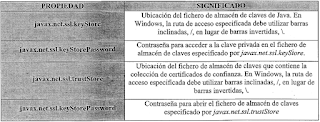 PROPIEDAD
SIGNIFICADO
javax.net.ssl.keyStore
Ubicación del fichero de almacén de claves de Java. En
Windows, la ruta de acceso especificada debe utilizar barras
inclinadas, /, en lugar de barras invertidas, \.
javax.net.ssl.keyStorePassword
Contraseña para acceder a la clave privada en el fichero de
almacén de claves especificado por javax.net.ssl.keyStore.
javax.net.ssl.trustStore
Ubicación del fichero de almacén de claves que contiene la
colección de certificados de confianza. En Windows, la ruta de
acceso especificada debe utilizar barras inclinadas, /, en lugar de
barras invertidas, \.
javax.net.ssl.keyStorePassword
Contraseña para abrir el fichero de almacén de claves
especificado por javax.net.ssl.trustStore